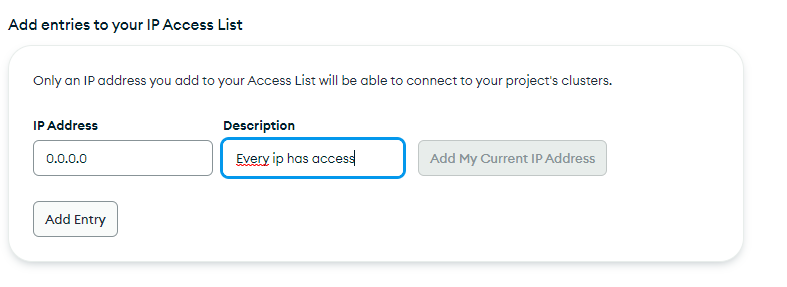 Add entries to your IP Access List
Only an IP address you add to your Access List will be able to connect to your project's clusters.
IP Address Description
0.0.0.0 Every ip has access Add My Current IP Address
Add Entry